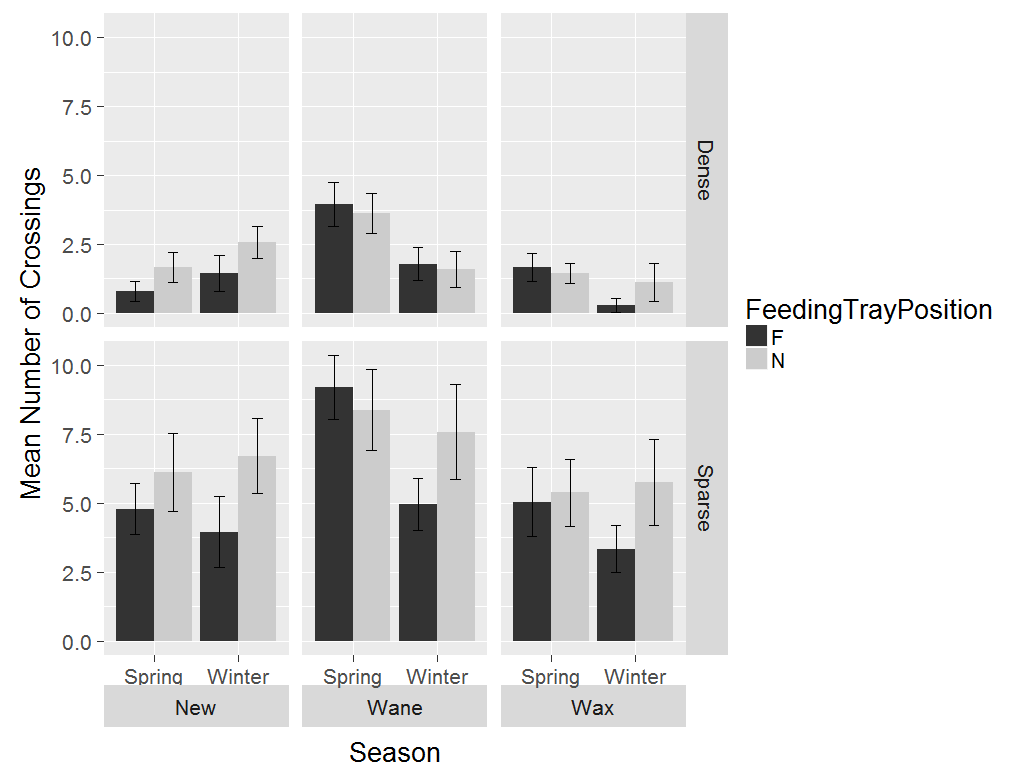 Mean Number of Crossings
10.0
7.5
5.0
2.5
0.0
Dense
10.0
7.5
5.0
2.5
0.0
Sparse
Spring Winter Spring Winter Spring Winter
New Wane Wax
Season
FeedingTrayPosition
F
N